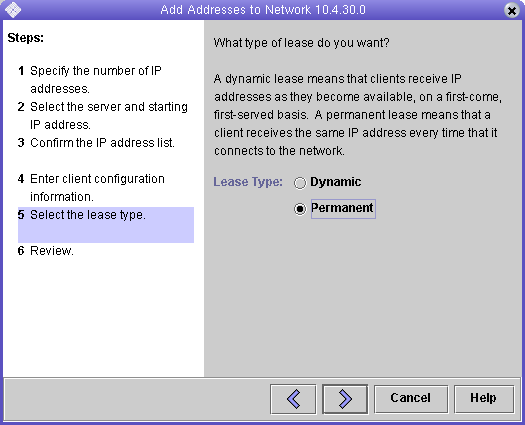 Add Addresses to Network 10.4.30.0
Steps:
1 Specify the number of IP
addresses.
2 Select the server and starting
IP address.
3 Confirm the IP address list.
4 Enter client configuration
information.
5 Select the lease type.
6 Review.
What type of lease do you want?
A dynamic lease means that clients receive IP
addresses as they become available, on a first-come,
first-served basis. A permanent lease means that a
client receives the same IP address every time that it
connects to the network.
Lease Type: Dynamic
Permanent
Cancel Help